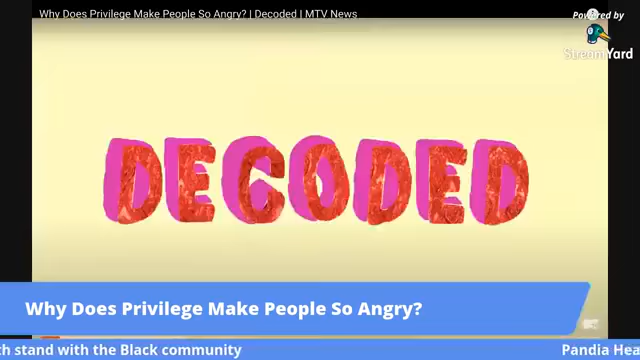 Why Does Privilege Make People So Angry? | Decoded | MTV News
Powered by
StreamYard
DECODED
Why Does Privilege Make People So Angry?
th stand with the Black community
Pandia Hea